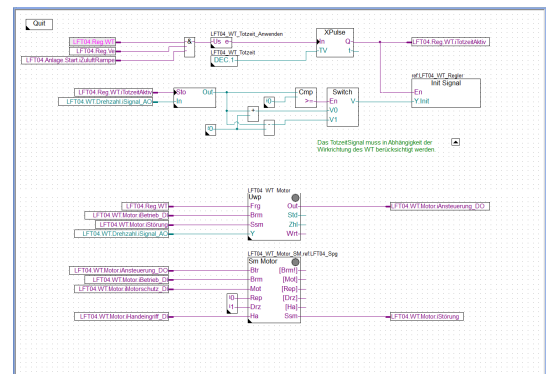 Quit
LFT04_WT_Totzeit_Anwenden
XPulse
LFT04.Reg.WT
&
Us e
In Q
LFT04.Reg.WT.iTotzeitAktiv
LFT04.Reg.Ve
LFT04_WT_Totzeit
TV t
LFT04.Anlage.Start.iZuluftRampe
DEC.1
ref.LFT04_WT_Regler
Init Signal
LFT04.Reg.WT.iTotzeitAktiv
Sto Out
Cmp
Switch
En
LFT04.WT.Drehzahl.iSignal_AO
In
>=
En V
Y.Init
V0
V1
Das TotzeitSignal muss in Abhängigkeit der
Wirkrichtung des WT berücksichtigt werden.
LFT04_WT_Motor
Uwp
LFT04.Reg.WT
Frg Out
LFT04.WT.Motor.iAnsteuerung_DO
LFT04.WT.Motor.iBetrieb_DI
Brm Std
LFT04.WT.Motor.iStörung
Ssm Zhl
LFT04.WT.Drehzahl.iSignal_AO
Y Wrt
LFT04_WT_Motor_SM.ref:LFT04_Spg
Sm Motor
LFT04.WT.Motor.iAnsteuerung_DO
Btr [Brm!]
LFT04.WT.Motor.iBetrieb_DI
Brm [Mot]
LFT04.WT.Motor.iMotorschutz_DI
Mot [Rep]
Rep [Drz]
Drz [Ha]
LFT04.WT.Motor.iHandeingriff_DI
Ha Ssm
LFT04.WT.Motor.iStörung